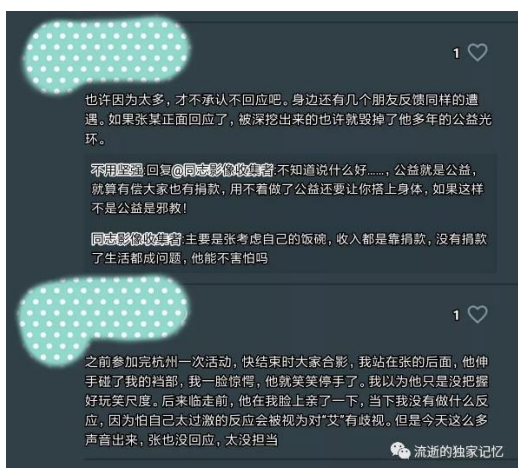 1
也许因为太多，才不承认不回应吧。身边还有几个朋友反馈同样的遭
遇。如果张某正面回应了，被深挖出来的也许就毁掉了他多年的公益光
环。
不用坚强:回复@同志影像收集者:不知道说什么好……，公益就是公益，
就算有偿大家也有捐款，用不着做了公益还要让你搭上身体，如果这样
不是公益是邪教！
同志影像收集者:主要是张考虑自己的饭碗，收入都是靠捐款，没有捐款
了生活都成问题，他能不害怕吗
1
之前参加完杭州一次活动，快结束时大家合影，我站在张的后面，他伸
手碰了我的裆部，我一脸惊愕，他就笑笑停手了。我以为他只是没把握
好玩笑尺度。后来临走前，他在我脸上亲了一下，当下我没有做什么反
应，因为怕自己太过激的反应会被视为对“艾”有歧视。但是今天这么多
声音出来，张也没回应，太没担当
流逝的独家记忆